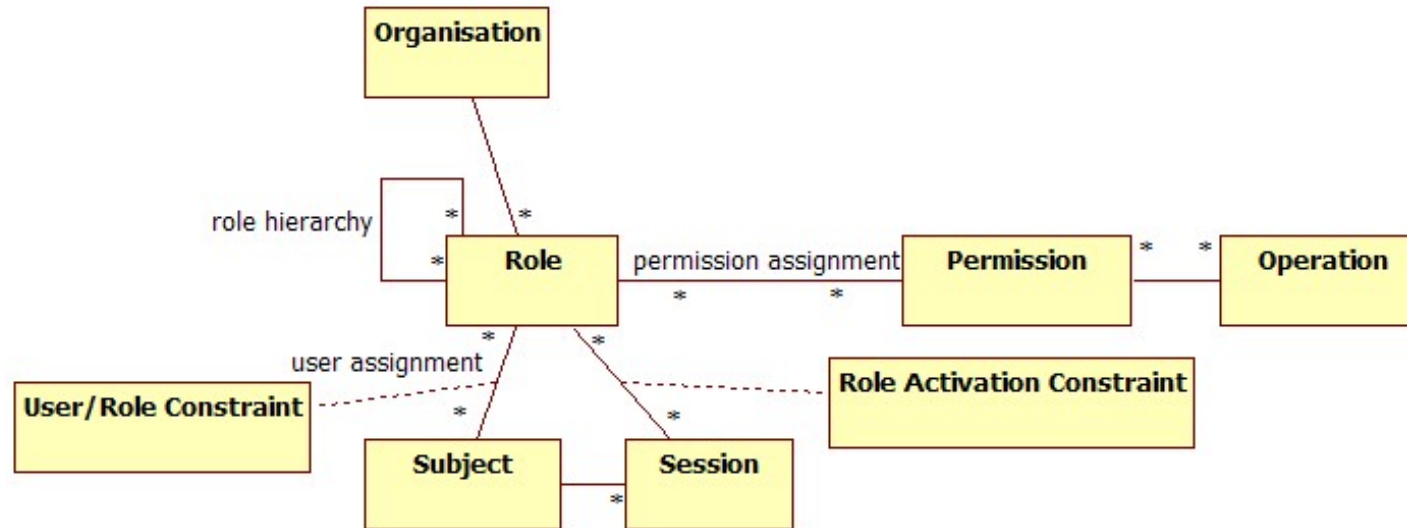 Organisation
role hierarchy
*
*
*
Role
permission assignment
*
*
Permission
*
*
Operation
*
*
user assignment
User/Role Constraint
*
*
Role Activation Constraint
Subject
*
Session